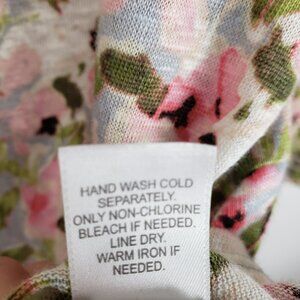 HAND WASH COLD
SEPARATELY.
ONLY NON-CHLORINE
BLEACH IF NEEDED.
LINE DRY.
WARM IRON IF
NEEDED.